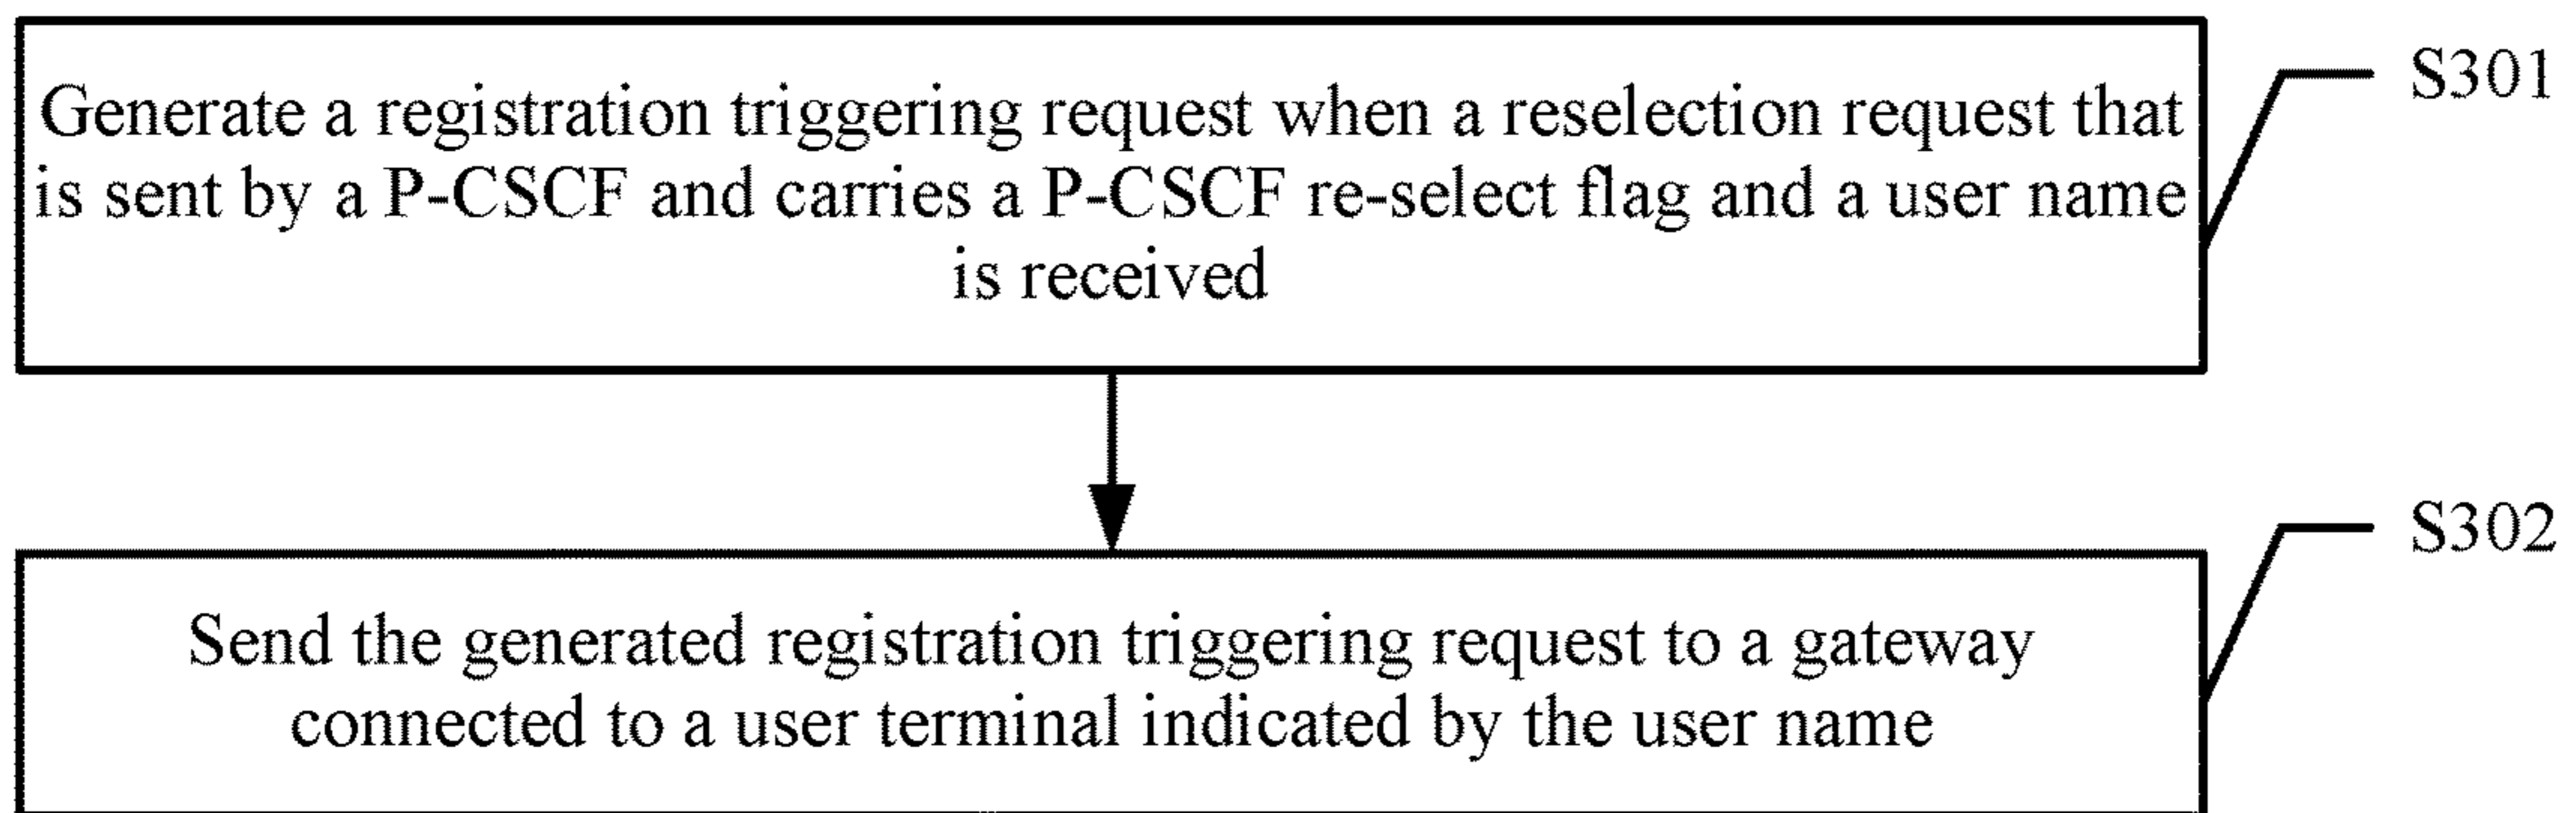 Generate a registration triggering request when a reselection request that
is sent by a P-CSCF and carries a P-CSCF re-select flag and a user name
is received
S301
Send the generated registration triggering request to a gateway
connected to a user terminal indicated by the user name
S302